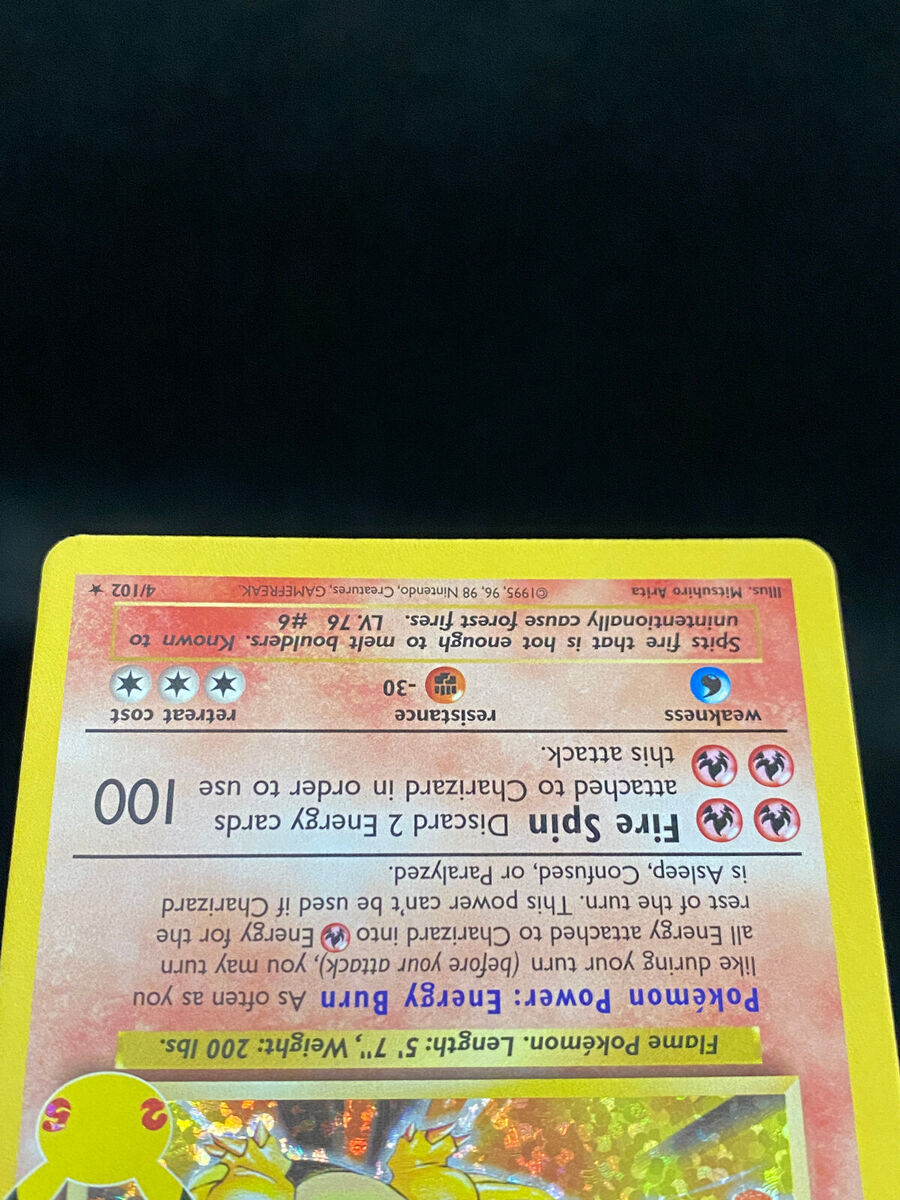 Flame Pokémon. Length: 5' 7", Weight: 200 lbs.
Pokémon Power: Energy Burn As often as you
like during your turn (before your attack), you may turn
all Energy attached to Charizard into Energy for the
rest of the turn. This power can't be used if Charizard
is Asleep, Confused, or Paralyzed.
Fire Spin Discard 2 Energy cards
attached to Charizard in order to use
this attack.
100
weakness
resistance
retreat cost
-30
Spits fire that is hot enough to melt boulders. Known to
unintentionally cause forest fires. LV. 76 #6
Illus. Mitsuhiro Arita
©1995, 96, 98 Nintendo, Creatures, GAMEFREAK.
4/102 ★